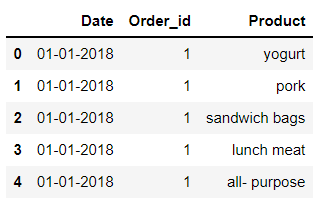 Date Order_id Product
0 01-01-2018 1 yogurt
1 01-01-2018 1 pork
2 01-01-2018 1 sandwich bags
3 01-01-2018 1 lunch meat
4 01-01-2018 1 all- purpose